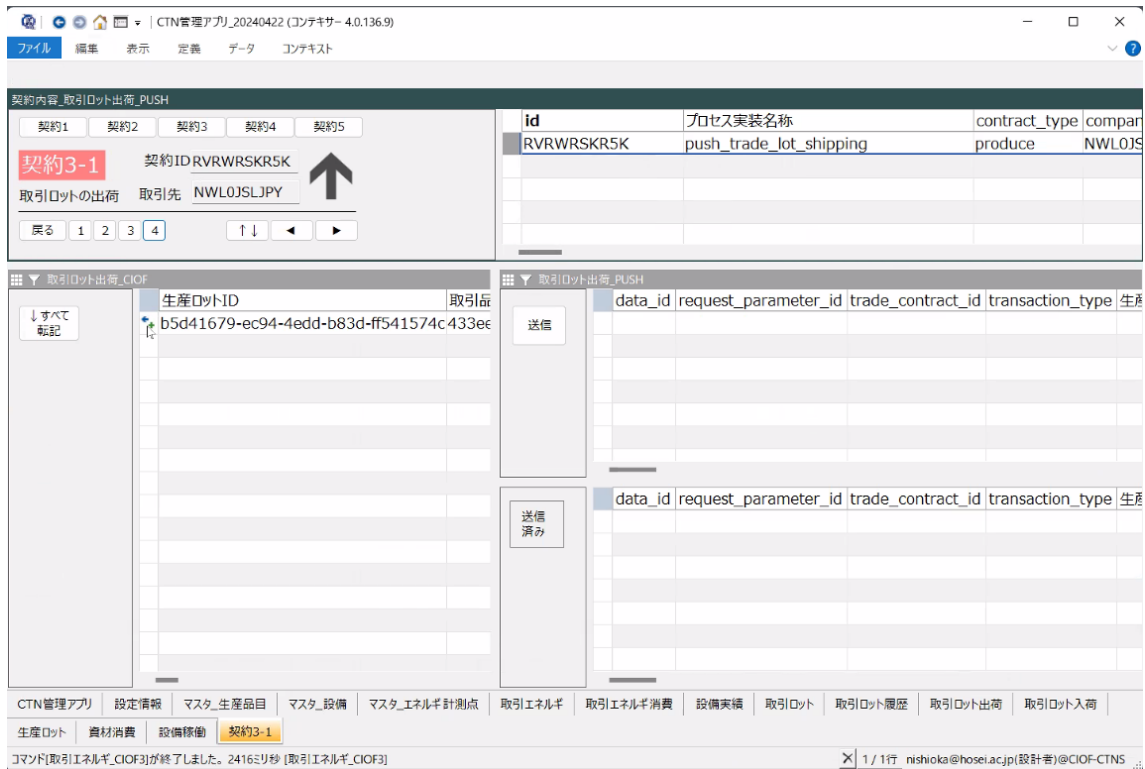 CTN管理アプリ_20240422 (コンテキサー 4.0.136.9)
ファイル 編集 表示 定義 データ コンテキスト
契約内容_取引ロット出荷_PUSH
契約1 契約2 契約3 契約4 契約5
契約3-1 契約ID RVRWRSKR5K
取引ロットの出荷 取引先 NWL0JSLJPY
戻る 1 2 3 4 ↑↓ ◀ ▶
id プロセス実装名称 contract_type compan
RVRWRSKR5K push_trade_lot_shipping produce NWL0JS
取引ロット出荷_CIOF
↓すべて
転記
生産ロットID 取引品
b5d41679-ec94-4edd-b83d-ff541574c 433ee
取引ロット出荷_PUSH
送信
data_id request_parameter_id trade_contract_id transaction_type 生産
送信
済み
data_id request_parameter_id trade_contract_id transaction_type 生産
CTN管理アプリ 設定情報 マスタ_生産品目 マスタ_設備 マスタ_エネルギ計測点 取引エネルギ 取引エネルギ消費 設備実績 取引ロット 取引ロット履歴 取引ロット出荷 取引ロット入荷
生産ロット 資材消費 設備稼働 契約3-1
コマンド[取引エネルギ_CIOF3]が終了しました。2416ミリ秒 [取引エネルギ_CIOF3] 1 / 1行 nishioka@hosei.ac.jp(設計者)@CIOF-CTNS